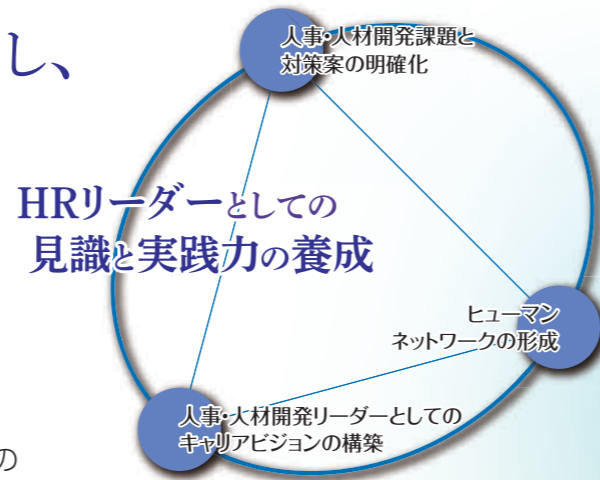 し、
人事・人材開発課題と
対策案の明確化
HRリーダーとしての
見識と実践力の養成
ヒューマン
ネットワークの形成
人事・人材開発リーダーとしての
キャリアビジョンの構築
の